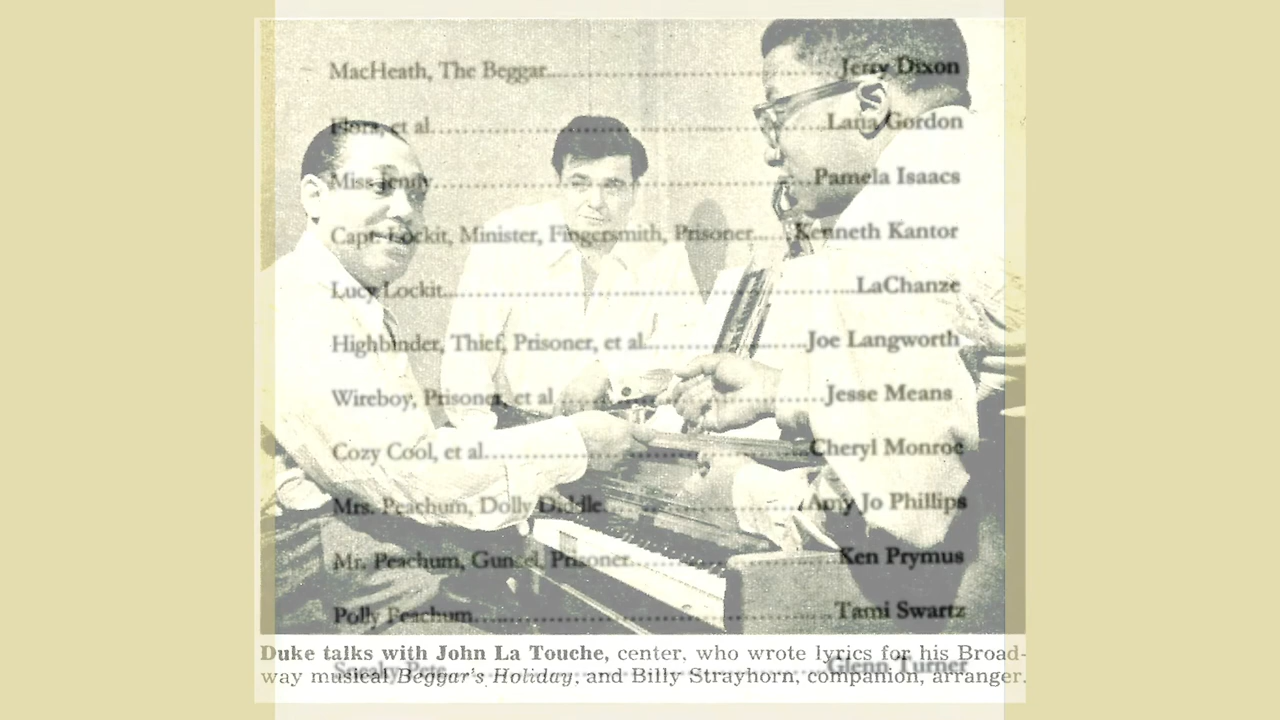 MacHeath, The Beggar..............................Jerry Dixon
Flora, et al..............................Lana Gordon
Miss Jenny..............................Pamela Isaacs
Capt. Lockit, Minister, Fingersmith, Prisoner.......Kenneth Kantor
Lucy Lockit..............................LaChanze
Highbinder, Thief, Prisoner, et al..............................Joe Langworth
Wireboy, Prisoner, et al ..............................Jesse Means
Cozy Cool, et al..............................Cheryl Monroe
Mrs. Peachum, Dolly Diddle..............................Amy Jo Phillips
Mr. Peachum, Gunsel, Prisoner..............................Ken Prymus
Polly Peachum..............................Tami Swartz
Sneaky Pete..............................Glenn Turner
Duke talks with John La Touche, center, who wrote lyrics for his Broad-
way musical Beggar's Holiday, and Billy Strayhorn, companion, arranger.